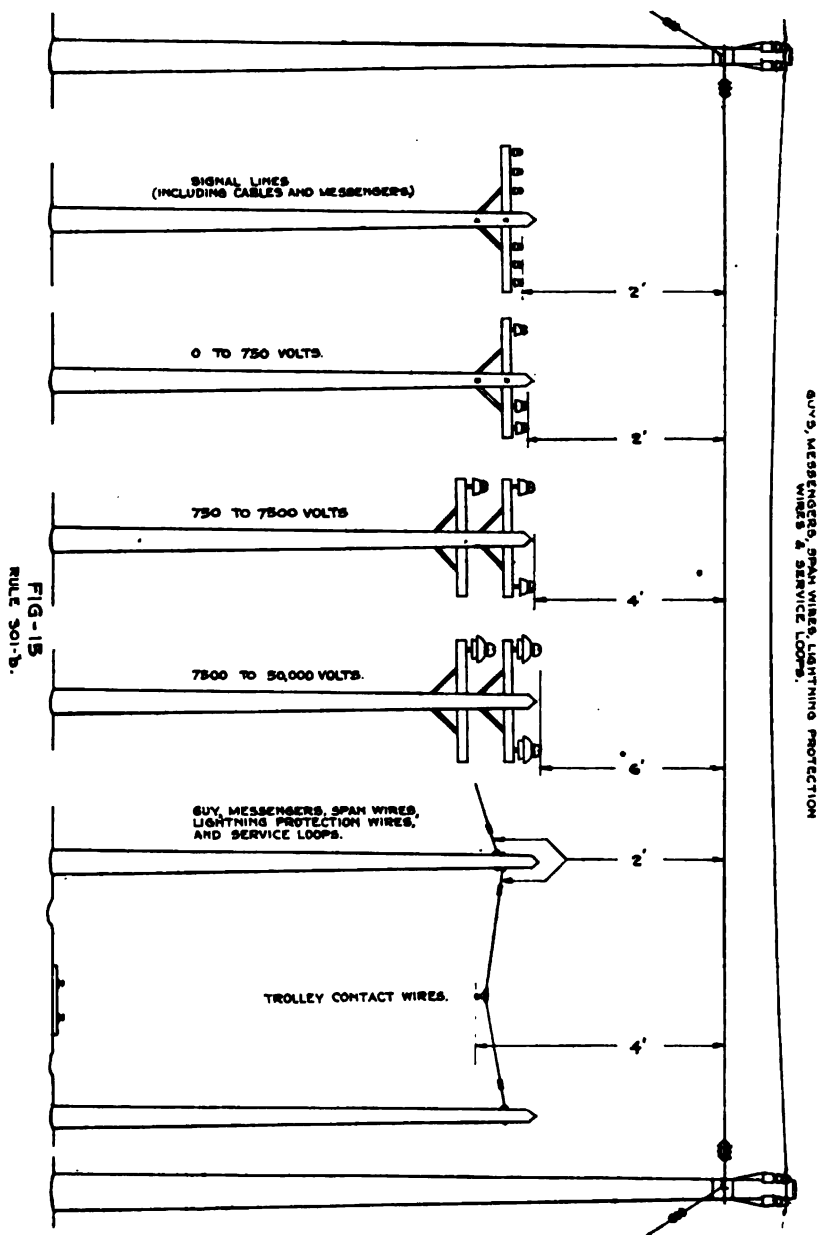 GUYS, MESSENGERS, SPAN WIRES, LIGHTNING PROTECTION
WIRES & SERVICE LOOPS.
SIGNAL LINES
(INCLUDING CABLES AND MESSENGERS)
2'
0 TO 750 VOLTS.
2'
750 TO 7500 VOLTS
4'
7500 TO 50,000 VOLTS.
6'
GUY, MESSENGERS, SPAN WIRES,
LIGHTNING PROTECTION WIRES,
AND SERVICE LOOPS.
2'
TROLLEY CONTACT WIRES.
4'
FIG-15
RULE 301-b.